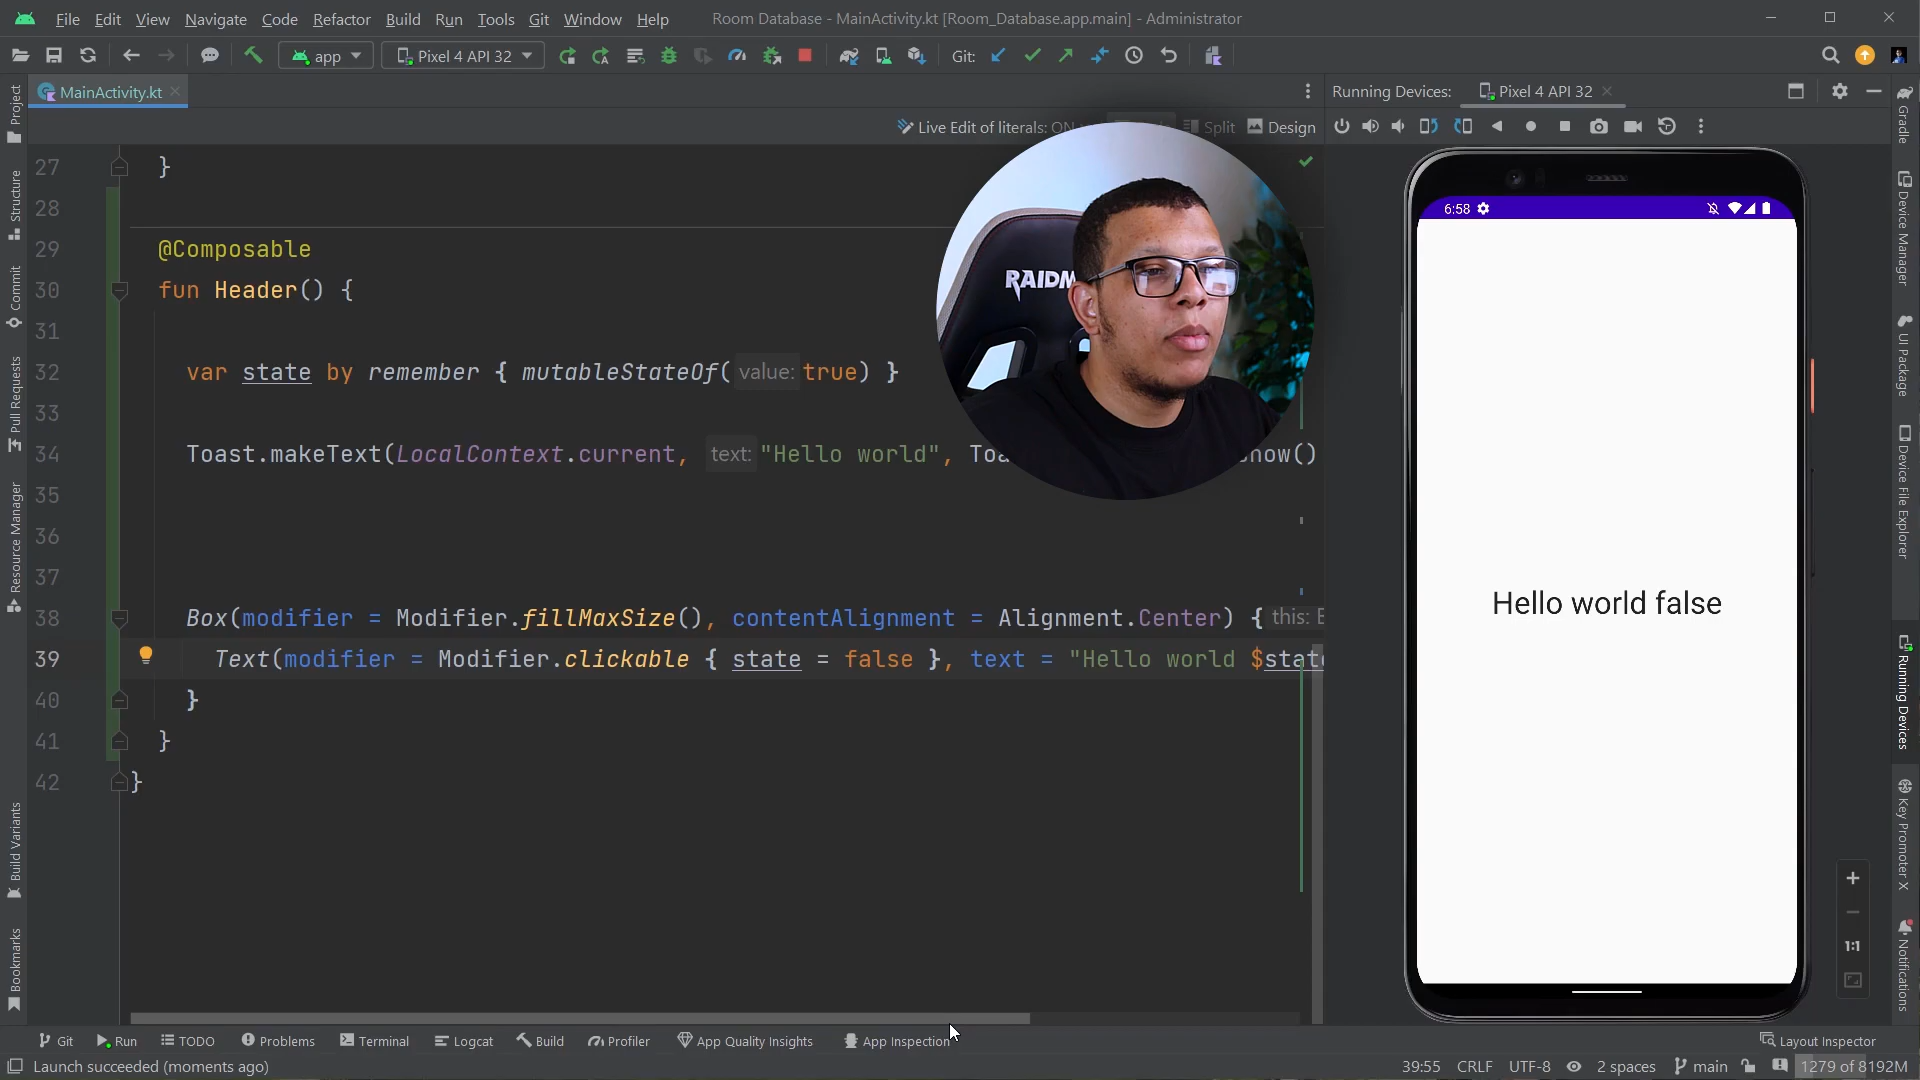 File Edit View Navigate Code Refactor Build Run Tools Git Window Help Room Database - MainActivity.kt [Room_Database.app.main] - Administrator
app Pixel 4 API 32 Git:
MainActivity.kt Running Devices: Pixel 4 API 32
Live Edit of literals: ON Split Design
27 }
28
29 @Composable
30 fun Header() {
31
32 var state by remember { mutableStateOf(value: true) }
33
34 Toast.makeText(LocalContext.current, text: "Hello world", Toa how()
35
36
37
38 Box(modifier = Modifier.fillMaxSize(), contentAlignment = Alignment.Center) { this: B
39 Text(modifier = Modifier.clickable { state = false }, text = "Hello world $state
40 }
41 }
42 }
RAIDM
6:58
Hello world false
1:1
Project
Structure
Commit
Pull Requests
Resource Manager
Build Variants
Bookmarks
Gradle
Device Manager
UI Package
Device File Explorer
Running Devices
Key Promoter X
Notifications
Git Run TODO Problems Terminal Logcat Build Profiler App Quality Insights App Inspection Layout Inspector
Launch succeeded (moments ago) 39:55 CRLF UTF-8 2 spaces main 1279 of 8192M